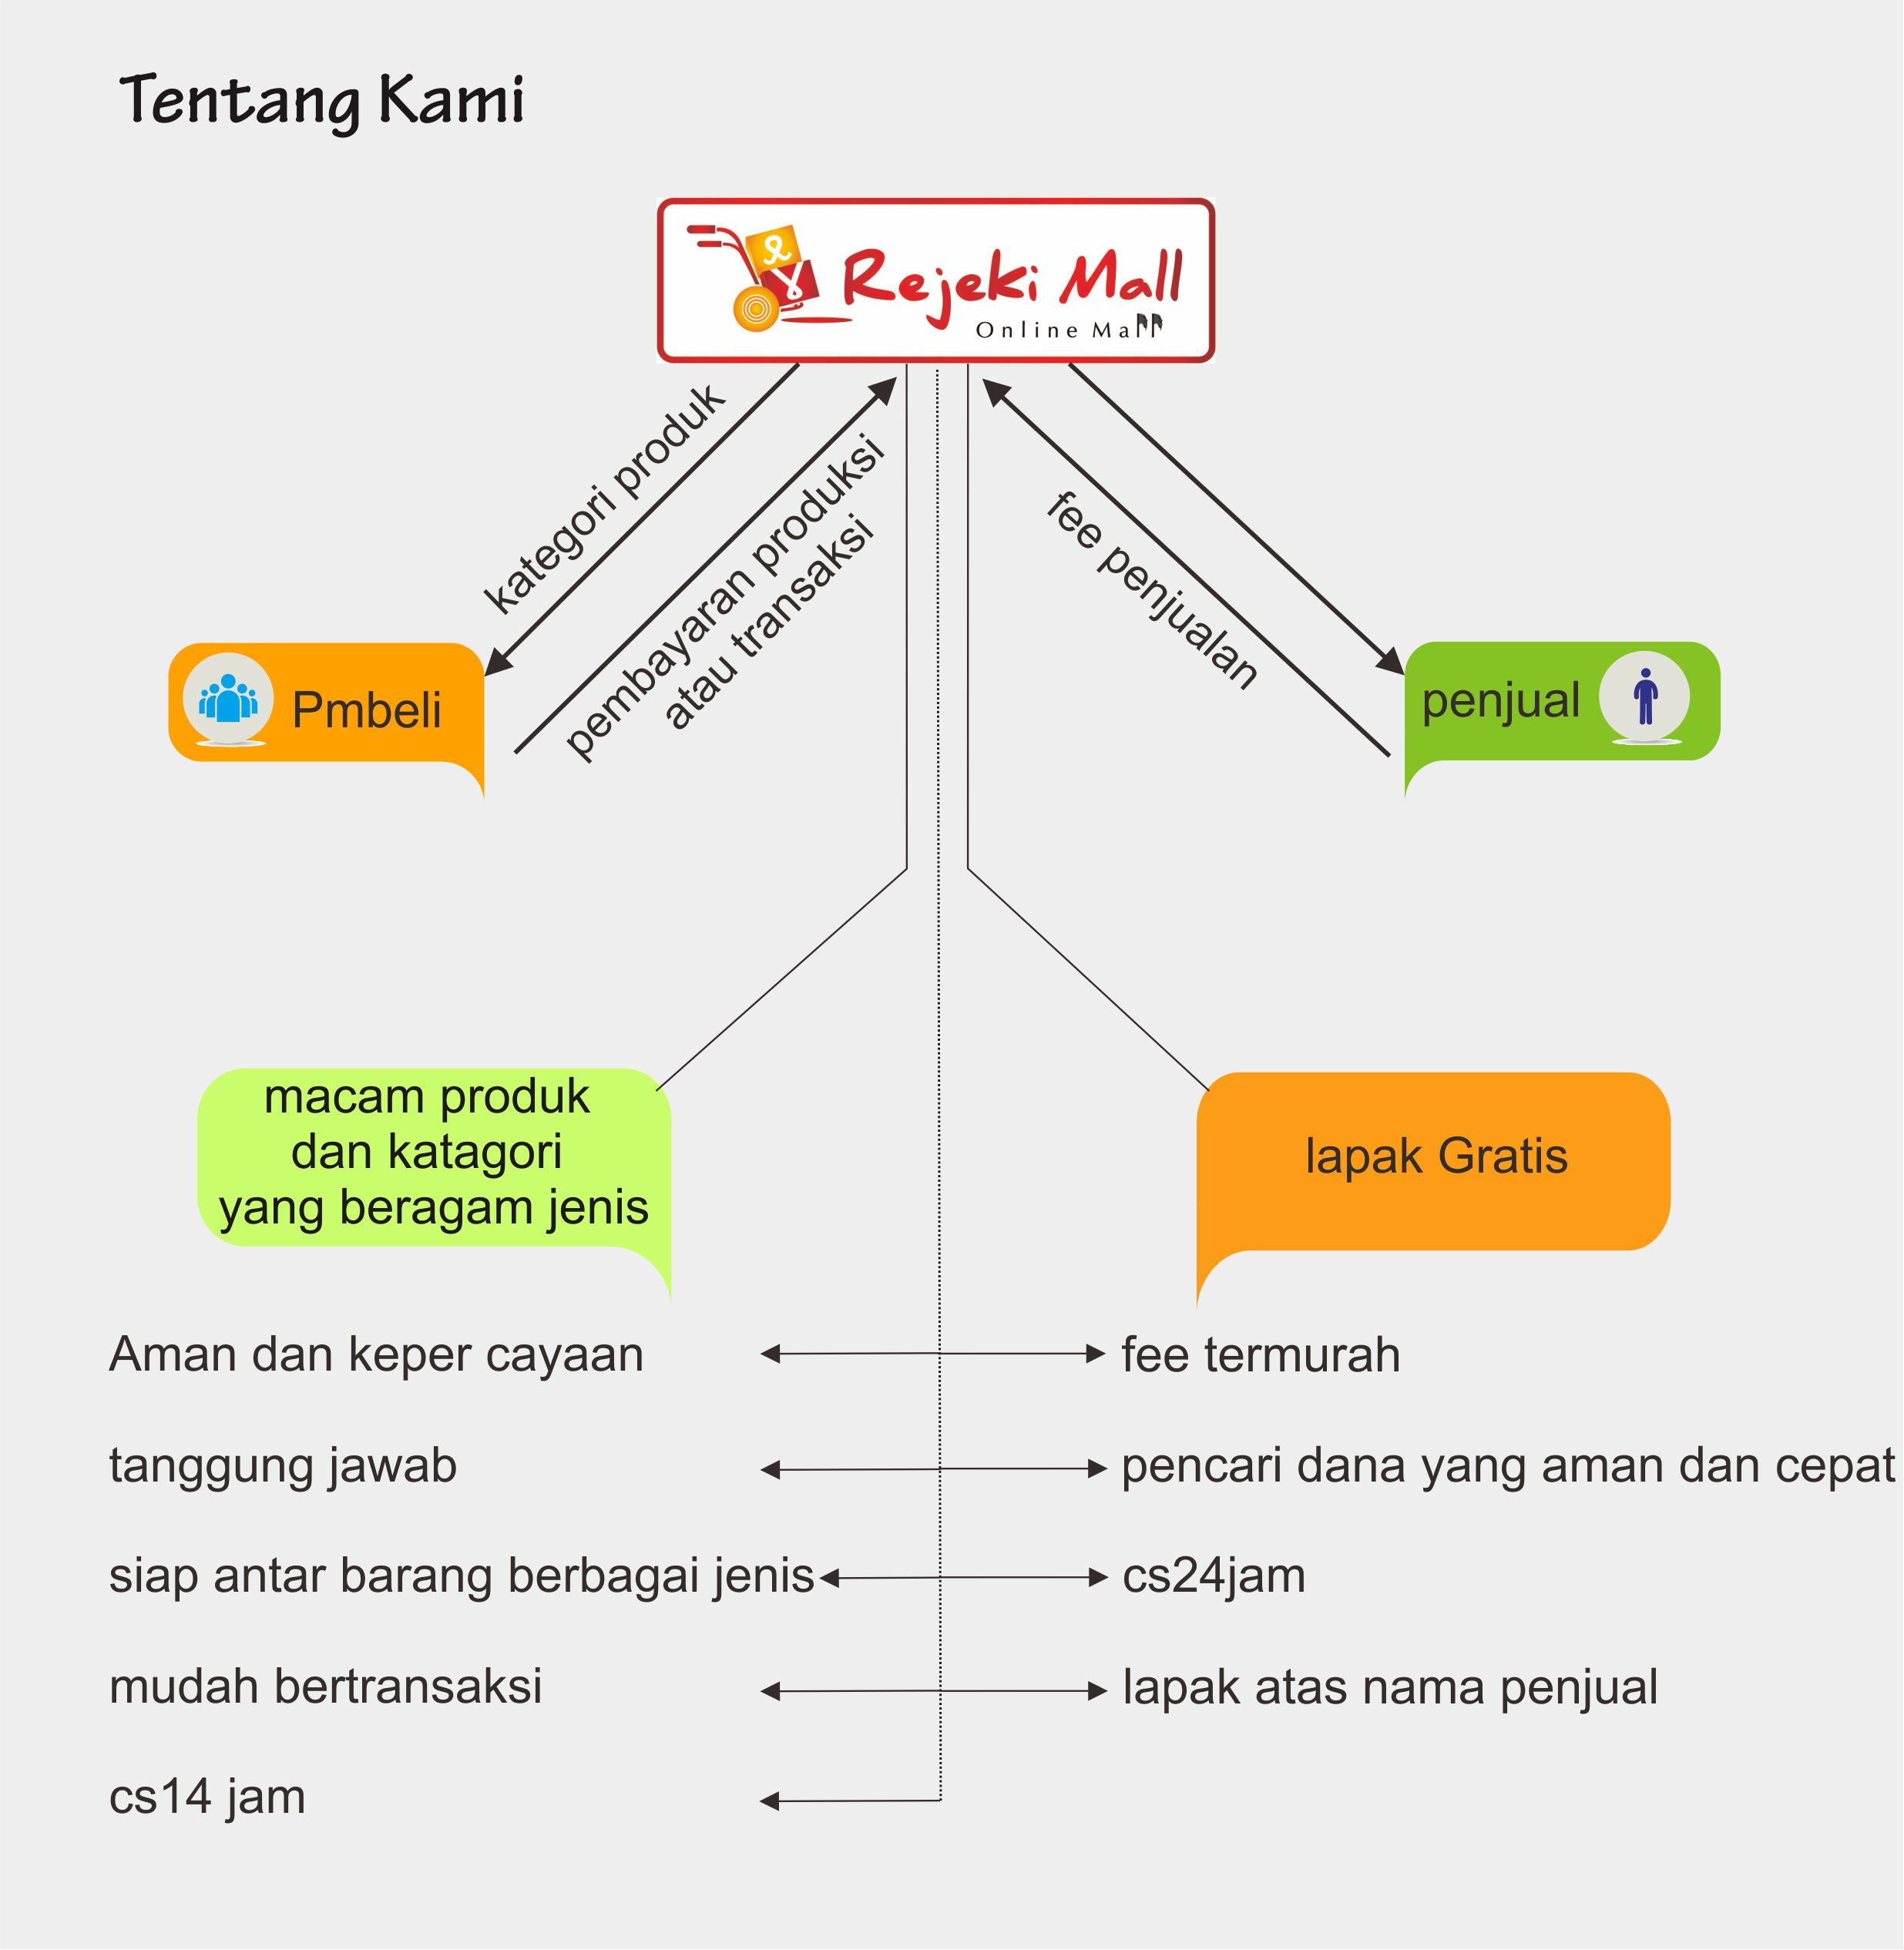 Tentang Kami
Rejeki Mall
Online Mall
kategori produk
pembayaran produksi
atau transaksi
fee penjualan
Pmbeli
penjual
macam produk
dan katagori
yang beragam jenis
lapak Gratis
Aman dan keper cayaan
fee termurah
tanggung jawab
pencari dana yang aman dan cepat
siap antar barang berbagai jenis
cs24jam
mudah bertransaksi
lapak atas nama penjual
cs14 jam